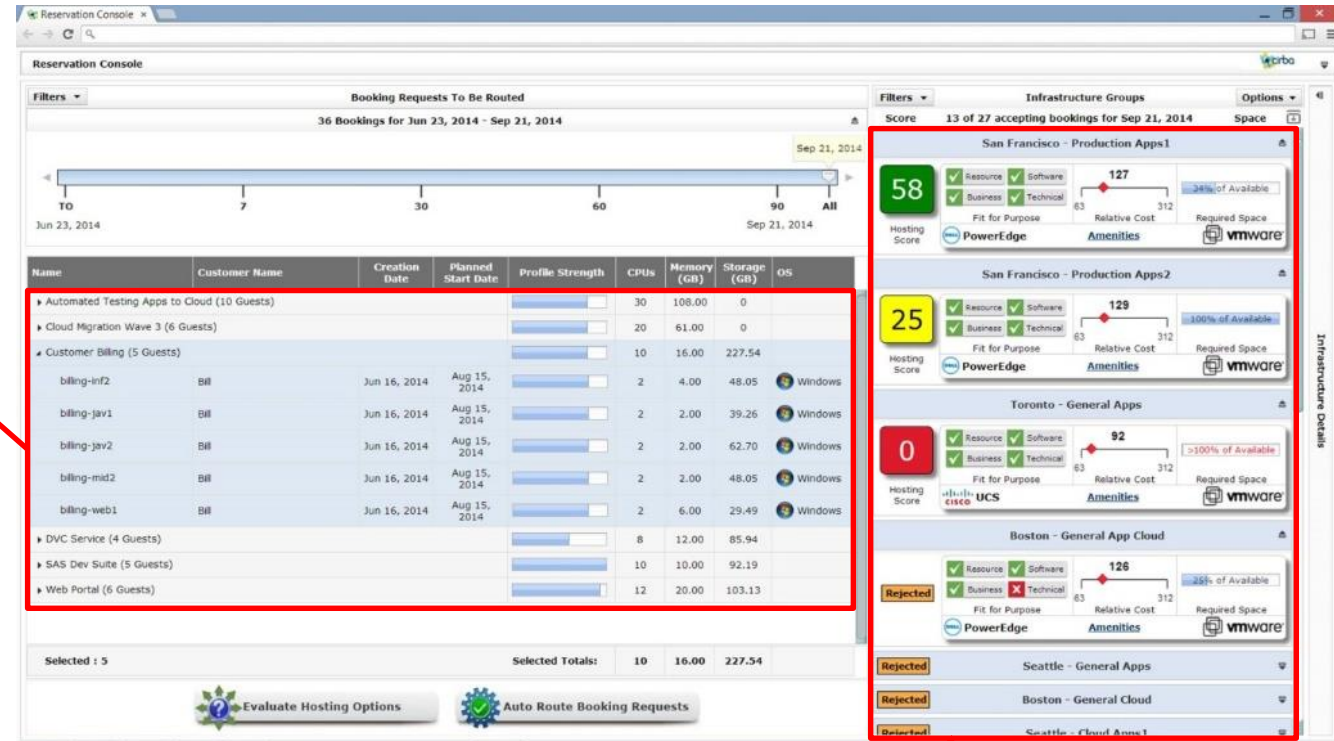 Reservation Console
Reservation Console
cirba
Filters
Booking Requests To Be Routed
36 Bookings for Jun 23, 2014 - Sep 21, 2014
Sep 21, 2014
TO 7 30 60 90 All
Jun 23, 2014 Sep 21, 2014
Name Customer Name Creation Date Planned Start Date Profile Strength CPUs Memory (GB) Storage (GB) OS
Automated Testing Apps to Cloud (10 Guests) 30 108.00 0
Cloud Migration Wave 3 (6 Guests) 20 61.00 0
Customer Billing (5 Guests) 10 16.00 227.54
billing-inf2 Bill Jun 16, 2014 Aug 15, 2014 2 4.00 48.05 Windows
billing-jav1 Bill Jun 16, 2014 Aug 15, 2014 2 2.00 39.26 Windows
billing-jav2 Bill Jun 16, 2014 Aug 15, 2014 2 2.00 62.70 Windows
billing-mid2 Bill Jun 16, 2014 Aug 15, 2014 2 2.00 48.05 Windows
billing-web1 Bill Jun 16, 2014 Aug 15, 2014 2 6.00 29.49 Windows
DVC Service (4 Guests) 8 12.00 85.94
SAS Dev Suite (5 Guests) 10 10.00 92.19
Web Portal (6 Guests) 12 20.00 103.13
Selected : 5 Selected Totals: 10 16.00 227.54
Evaluate Hosting Options Auto Route Booking Requests
Filters Infrastructure Groups Options
Score 13 of 27 accepting bookings for Sep 21, 2014 Space
San Francisco - Production Apps1
58 Resource Software 127
Business Technical 34% of Available
63 312
Hosting Score Fit for Purpose Relative Cost Required Space
DELL PowerEdge Amenities vmware
San Francisco - Production Apps2
25 Resource Software 129
Business Technical 100% of Available
63 312
Hosting Score Fit for Purpose Relative Cost Required Space
DELL PowerEdge Amenities vmware
Toronto - General Apps
0 Resource Software 92
Business Technical >100% of Available
63 312
Hosting Score Fit for Purpose Relative Cost Required Space
CISCO UCS Amenities vmware
Boston - General App Cloud
Resource Software 126
Rejected Business Technical 25% of Available
63 312
Fit for Purpose Relative Cost Required Space
DELL PowerEdge Amenities vmware
Rejected Seattle - General Apps
Rejected Boston - General Cloud
Rejected Seattle - Cloud Apps1
Infrastructure Details